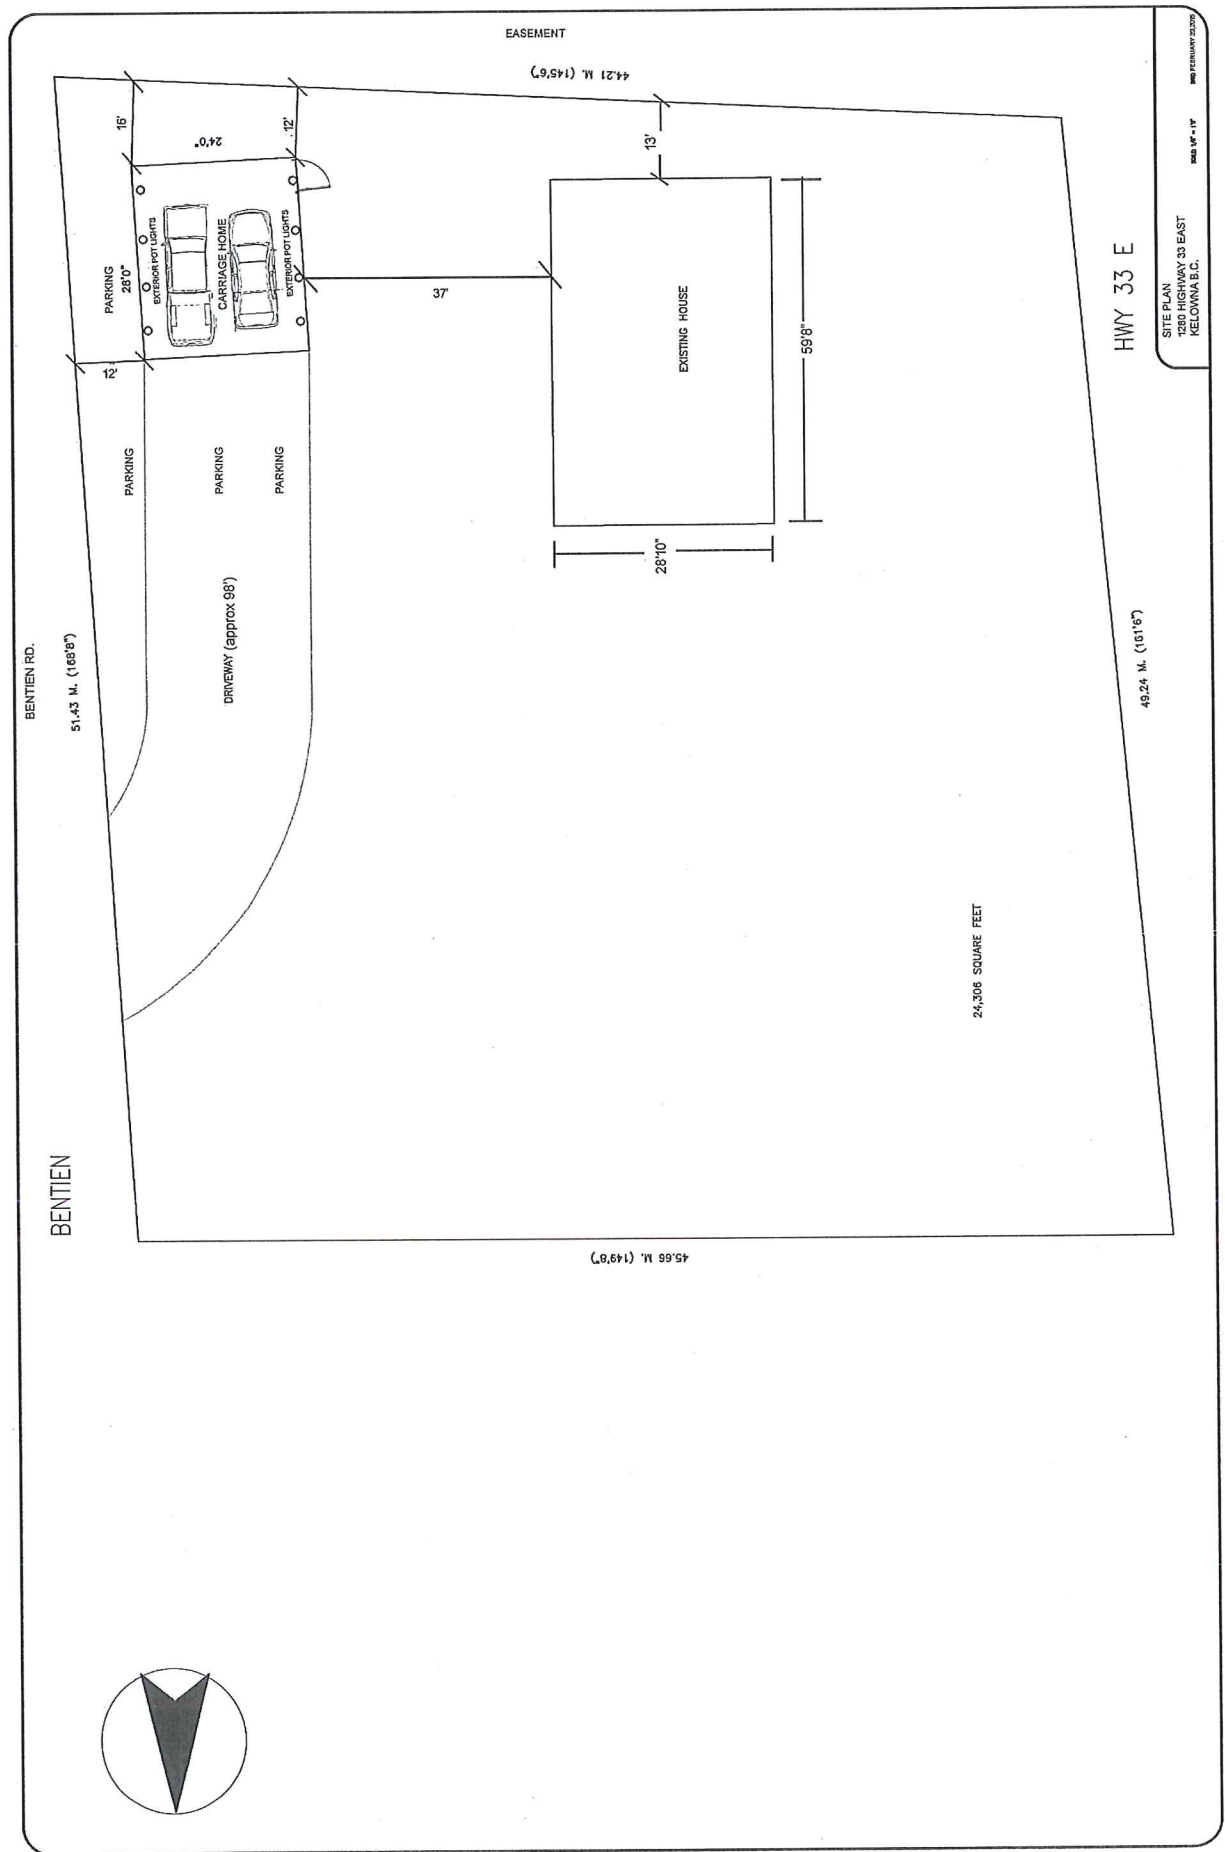 EASEMENT
44.21 M. (145'6")
BENTIEN RD.
51.43 M. (168'8")
BENTIEN
16'
24'0"
12'
PARKING
28'0"
EXTERIOR POT LIGHTS
CARRIAGE HOME
EXTERIOR POT LIGHTS
12'
PARKING
PARKING
PARKING
DRIVEWAY (approx 98')
37'
13'
EXISTING HOUSE
59'8"
28'10"
24,306 SQUARE FEET
49.24 M. (161'6")
45.66 M. (149'8")
HWY 33 E
SITE PLAN
1280 HIGHWAY 33 EAST
KELOWNA B.C.